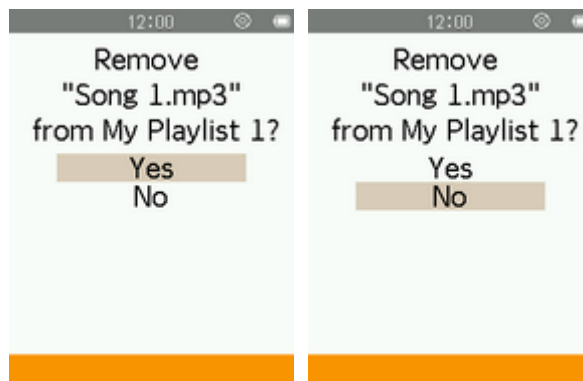 12:00
Remove
"Song 1.mp3"
from My Playlist 1?
Yes
No
12:00
Remove
"Song 1.mp3"
from My Playlist 1?
Yes
No